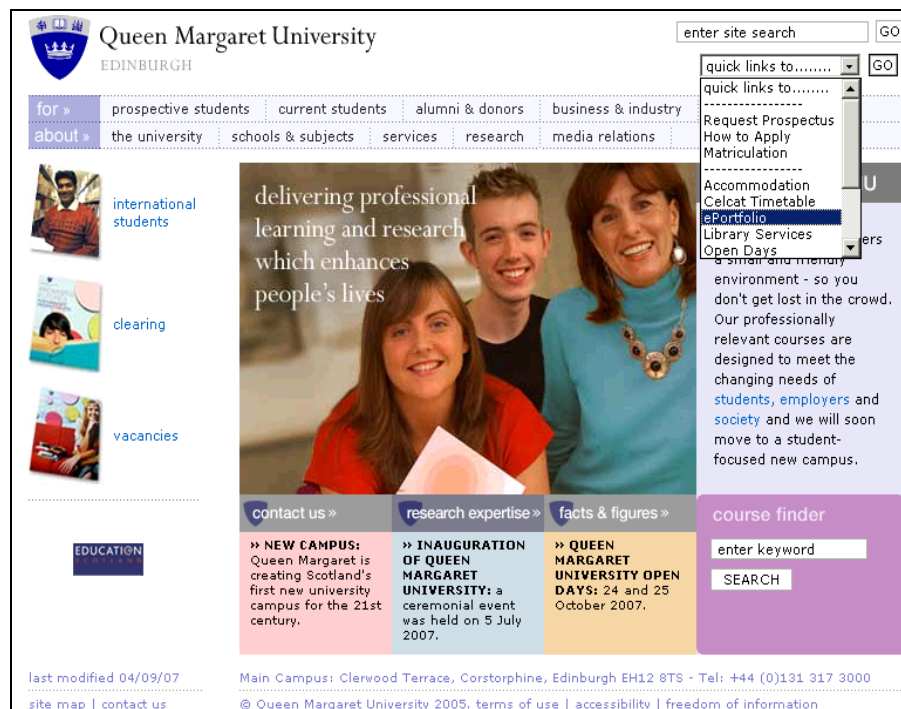 Queen Margaret University
EDINBURGH
enter site search
GO
quick links to........
GO
quick links to........
----------------
Request Prospectus
How to Apply
Matriculation
----------------
Accommodation
Celcat Timetable
ePortfolio
Library Services
Open Days
for »
prospective students
current students
alumni & donors
business & industry
about »
the university
schools & subjects
services
research
media relations
international
students
clearing
vacancies
EDUCATION
SCOTLAND
delivering professional
learning and research
which enhances
people's lives
U
ers
a small and friendly
environment - so you
don't get lost in the crowd.
Our professionally
relevant courses are
designed to meet the
changing needs of
students, employers and
society and we will soon
move to a student-
focused new campus.
contact us »
research expertise »
facts & figures »
» NEW CAMPUS:
Queen Margaret is
creating Scotland's
first new university
campus for the 21st
century.
» INAUGURATION
OF QUEEN
MARGARET
UNIVERSITY: a
ceremonial event
was held on 5 July
2007.
» QUEEN
MARGARET
UNIVERSITY OPEN
DAYS: 24 and 25
October 2007.
course finder
enter keyword
SEARCH
last modified 04/09/07
Main Campus: Clerwood Terrace, Corstorphine, Edinburgh EH12 8TS - Tel: +44 (0)131 317 3000
site map | contact us
© Queen Margaret University 2005. terms of use | accessibility | freedom of information